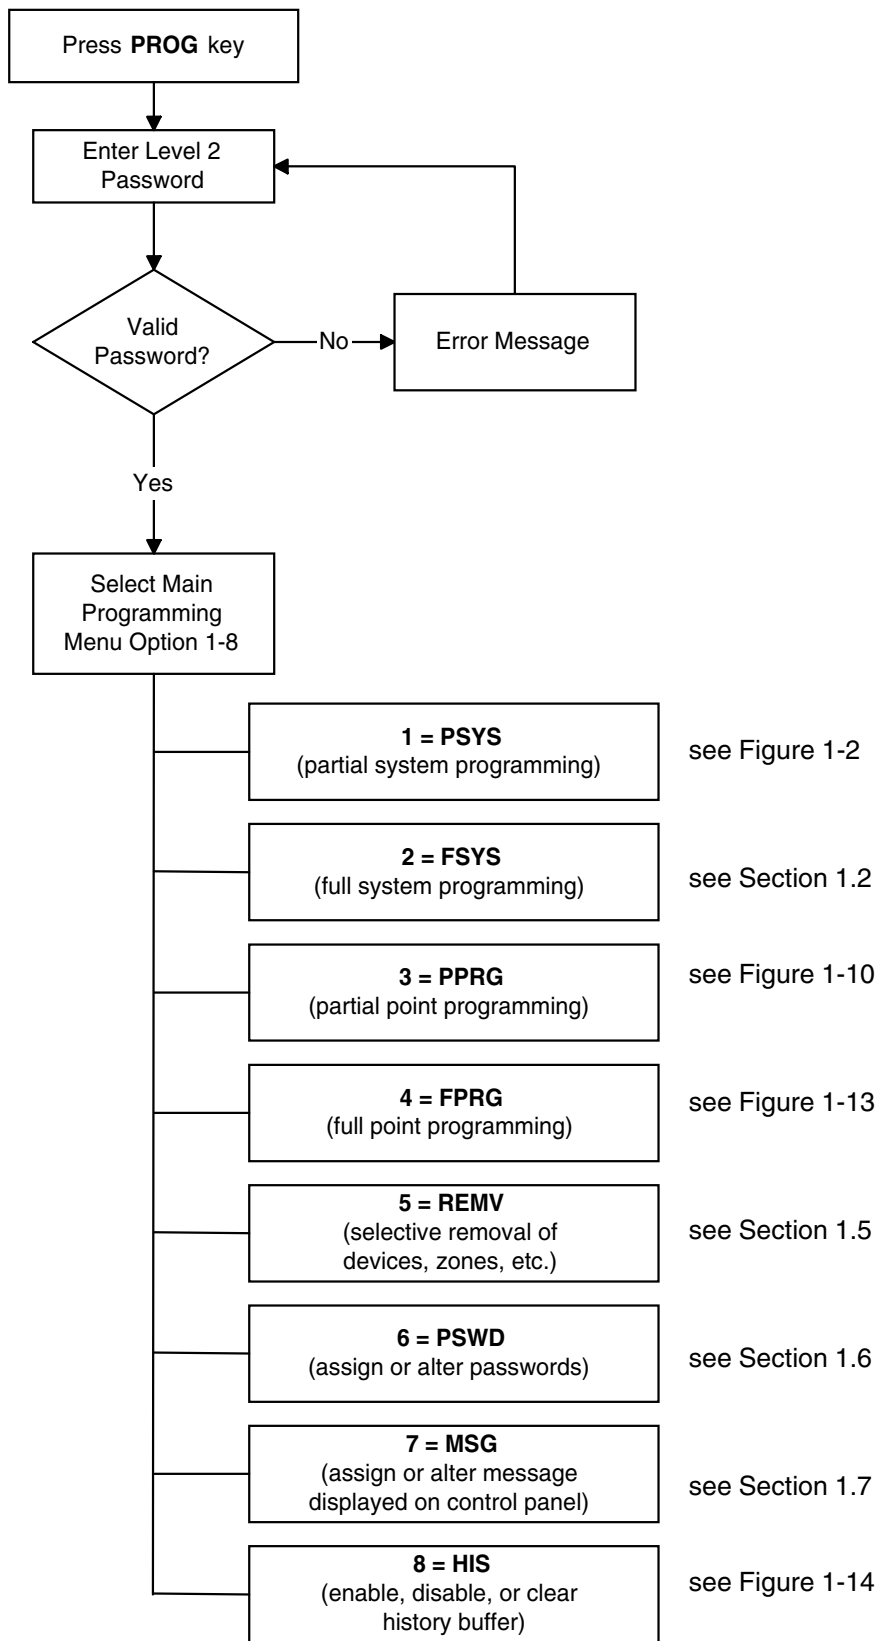 Press PROG key
Enter Level 2
Password
Valid
Password?
No
Error Message
Yes
Select Main
Programming
Menu Option 1-8
1 = PSYS
(partial system programming)
see Figure 1-2
2 = FSYS
(full system programming)
see Section 1.2
3 = PPRG
(partial point programming)
see Figure 1-10
4 = FPRG
(full point programming)
see Figure 1-13
5 = REMV
(selective removal of
devices, zones, etc.)
see Section 1.5
6 = PSWD
(assign or alter passwords)
see Section 1.6
7 = MSG
(assign or alter message
displayed on control panel)
see Section 1.7
8 = HIS
(enable, disable, or clear
history buffer)
see Figure 1-14